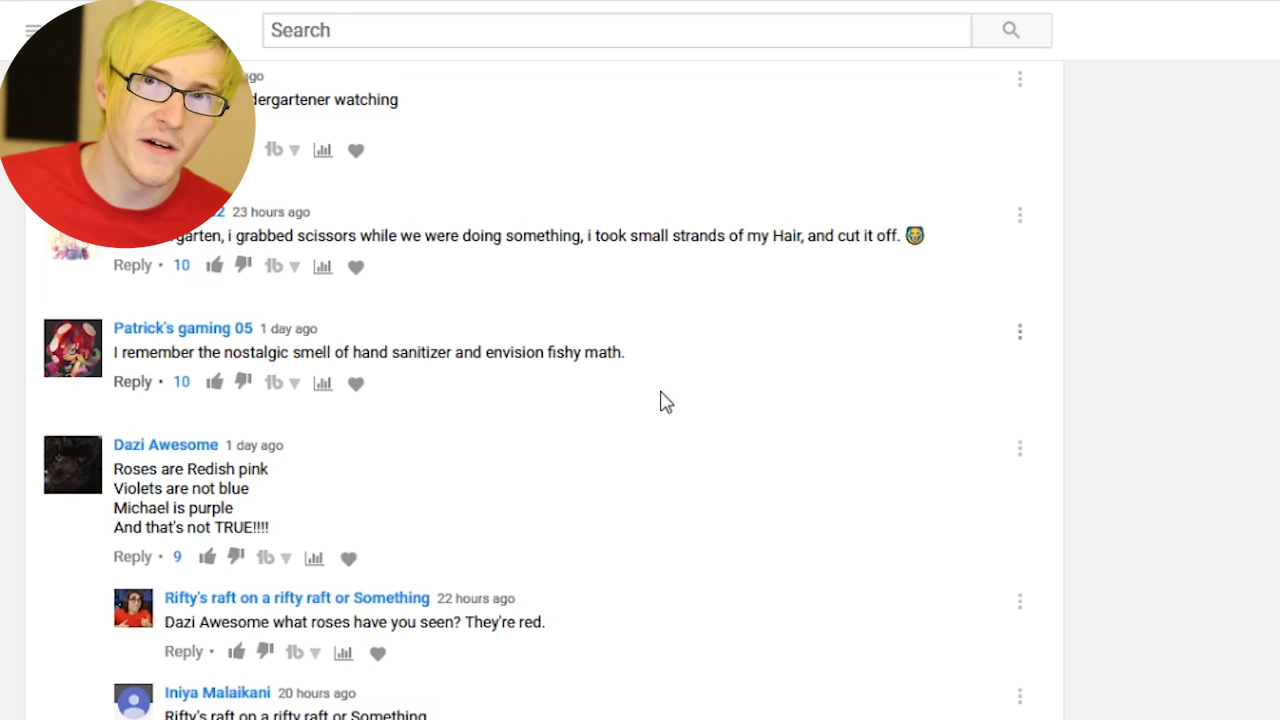 Search
ago
dergartener watching
2 23 hours ago
garten, i grabbed scissors while we were doing something, i took small strands of my Hair, and cut it off.
Reply • 10
Patrick's gaming 05 1 day ago
I remember the nostalgic smell of hand sanitizer and envision fishy math.
Reply • 10
Dazi Awesome 1 day ago
Roses are Redish pink
Violets are not blue
Michael is purple
And that's not TRUE!!!!
Reply • 9
Rifty's raft on a rifty raft or Something 22 hours ago
Dazi Awesome what roses have you seen? They're red.
Reply •
Iniya Malaikani 20 hours ago
Rifty's raft on a rifty raft or Something